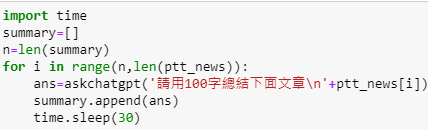 import time
summary=[]
n=len(summary)
for i in range(n,len(ptt_news)):
    ans=askchatgpt('請用100字總結下面文章\n'+ptt_news[i])
    summary.append(ans)
    time.sleep(30)